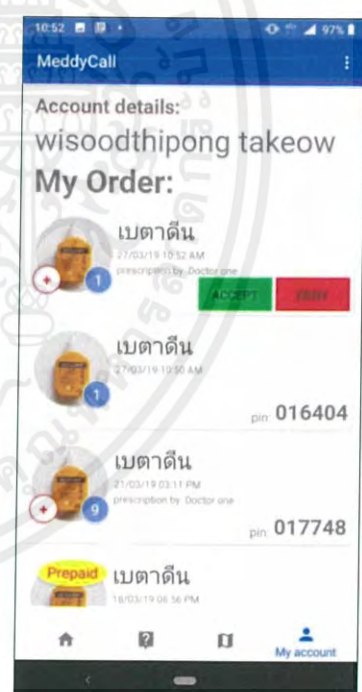 10:52
97%
MeddyCall
Account details:
wisoodthipong takeow
My Order:
เบตาดีน
27/03/19 10:52 AM
prescription by Doctor one
1
ACCEPT
DENY
เบตาดีน
27/03/19 10:50 AM
1
pin: 016404
เบตาดีน
21/03/19 03:11 PM
prescription by Doctor one
9
pin: 017748
Prepaid
เบตาดีน
18/03/19 08:56 PM
My account